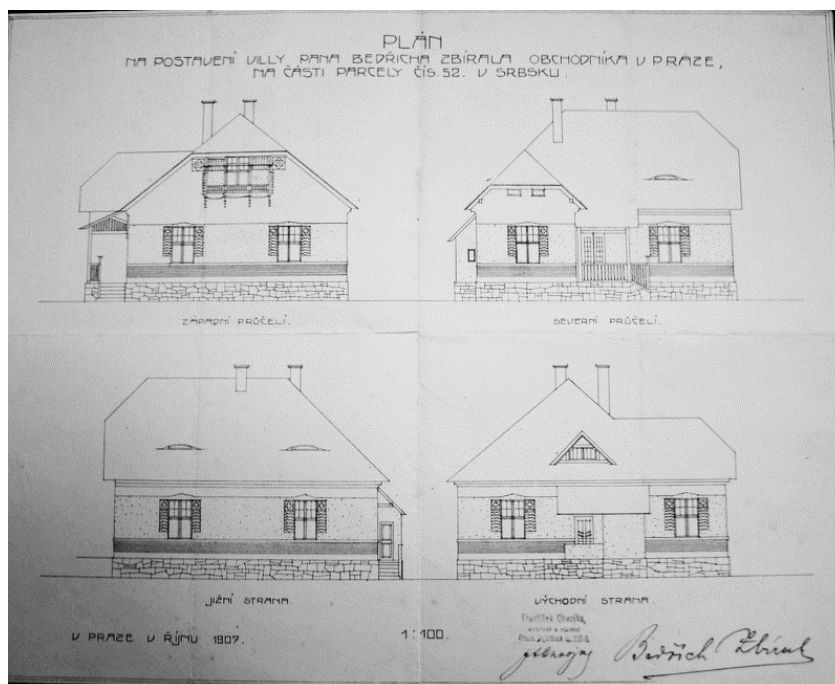 PLÁN
NA POSTAVENÍ VILLY PANA BEDŘICHA ZBÍRALA OBCHODNÍKA V PRAZE,
NA ČÁSTI PARCELY ČÍS. 52. V SRBSKU.
ZÁPADNÍ PRŮČELÍ.
SEVERNÍ PRŮČELÍ.
JIŽNÍ STRANA.
VÝCHODNÍ STRANA.
V PRAZE V ŘÍJNU 1907.
1:100.
František
Bedřich Zbíral